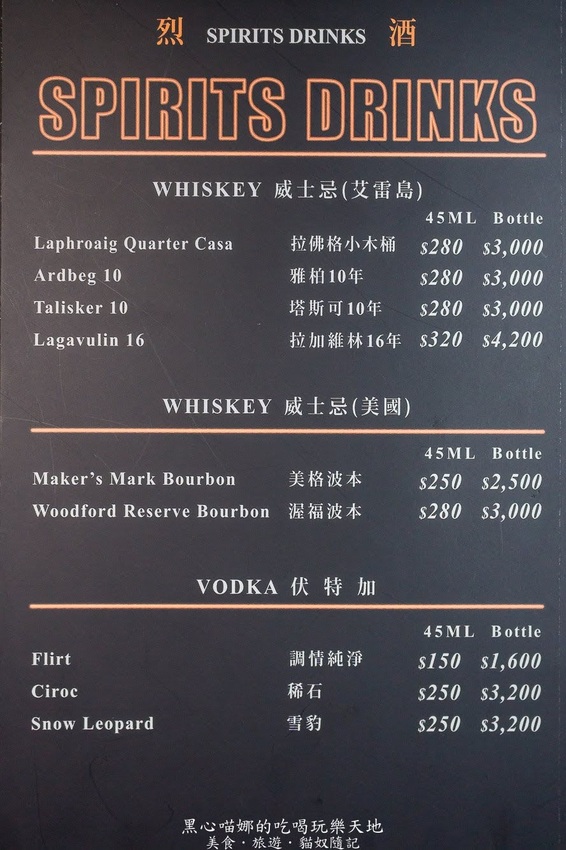 烈 SPIRITS DRINKS 酒
SPIRITS DRINKS
WHISKEY 威士忌(艾雷島)
45ML Bottle
Laphroaig Quarter Casa 拉佛格小木桶 $280 $3,000
Ardbeg 10 雅柏10年 $280 $3,000
Talisker 10 塔斯可10年 $280 $3,000
Lagavulin 16 拉加維林16年 $320 $4,200
WHISKEY 威士忌(美國)
45ML Bottle
Maker's Mark Bourbon 美格波本 $250 $2,500
Woodford Reserve Bourbon 渥福波本 $280 $3,000
VODKA 伏特加
45ML Bottle
Flirt 調情純淨 $150 $1,600
Ciroc 稀石 $250 $3,200
Snow Leopard 雪豹 $250 $3,200
黑心喵娜的吃喝玩樂天地
美食·旅遊·貓奴隨記